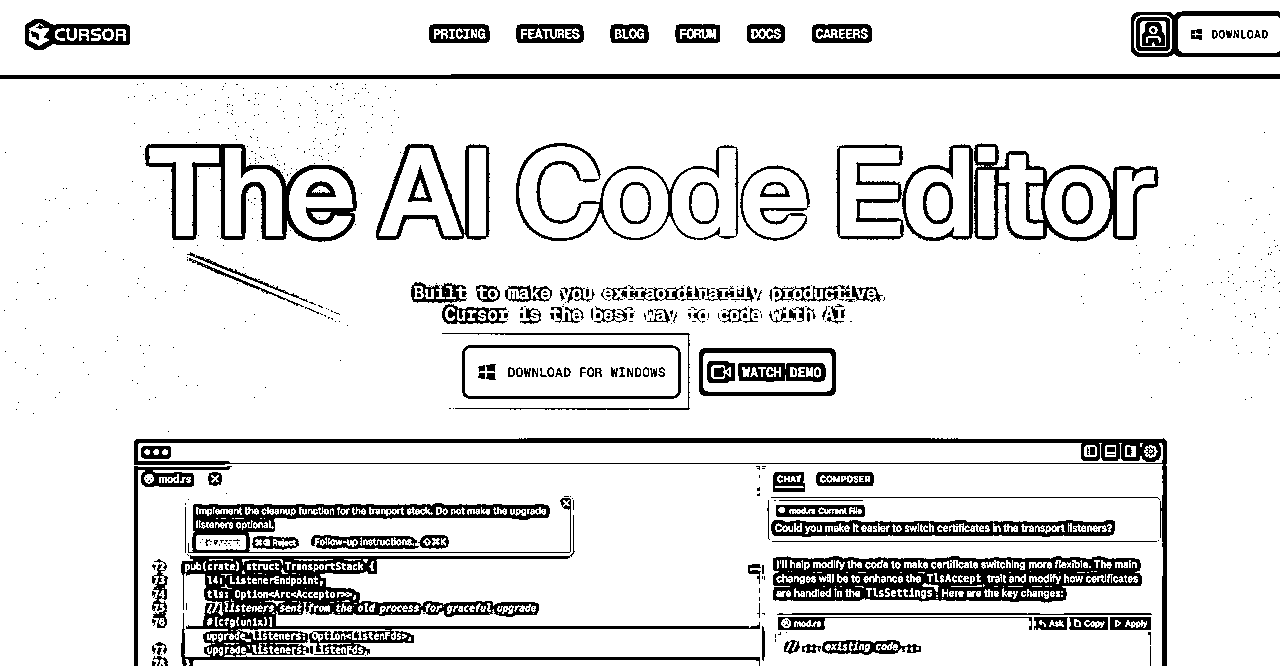 CURSOR
PRICING FEATURES BLOG FORUM DOCS CAREERS
DOWNLOAD
The AI Code Editor
Built to make you extraordinarily productive,
Cursor is the best way to code with AI.
DOWNLOAD FOR WINDOWS
WATCH DEMO
mod.rs
Implement the cleanup function for the tranport stack. Do not make the upgrade
listeners optional.
Reject Follow-up instructions... ⇧⌘K
72 pub(crate) struct TransportStack {
73 l4: ListenerEndpoint,
74 tls: Option<Arc<Acceptor>>,
75 // listeners sent from the old process for graceful upgrade
76 #[cfg(unix)]
upgrade_listeners: Option<ListenFds>,
77 upgrade_listeners: ListenFds,
78 }
CHAT COMPOSER
mod.rs Current File
Could you make it easier to switch certificates in the transport listeners?
I'll help modify the code to make certificate switching more flexible. The main
changes will be to enhance the TlsAccept trait and modify how certificates
are handled in the TlsSettings. Here are the key changes:
mod.rs
Ask Copy Apply
// ... existing code ...